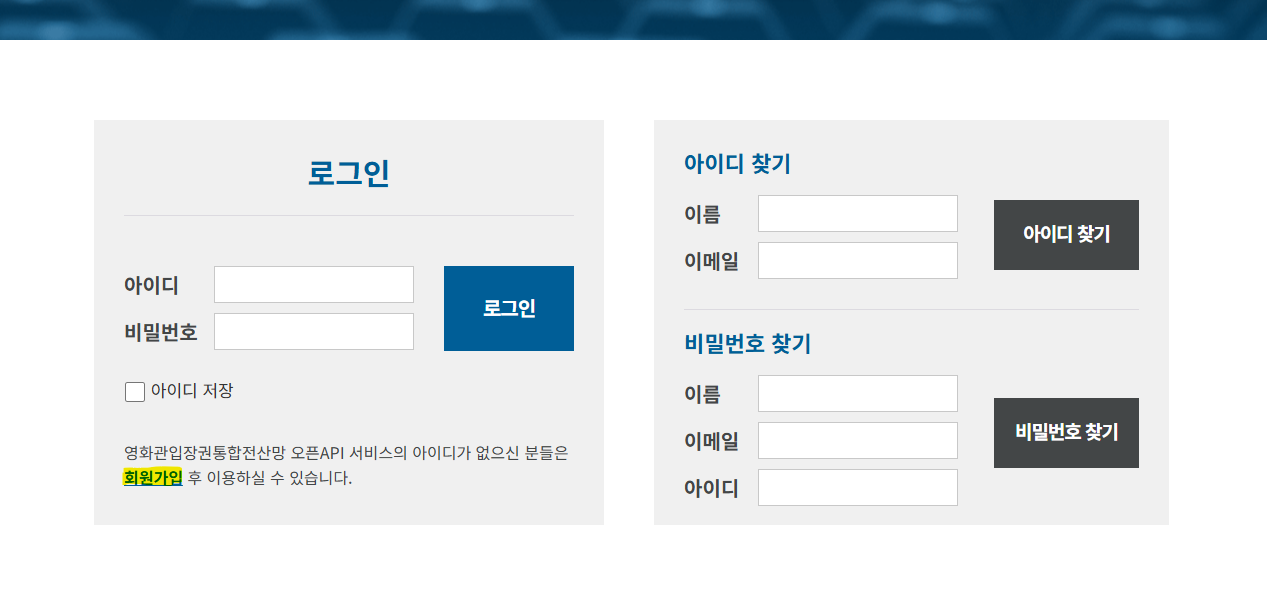 로그인
아이디
비밀번호
로그인
아이디 저장
영화관입장권통합전산망 오픈API 서비스의 아이디가 없으신 분들은
회원가입 후 이용하실 수 있습니다.
아이디 찾기
이름
이메일
아이디 찾기
비밀번호 찾기
이름
이메일
아이디
비밀번호 찾기